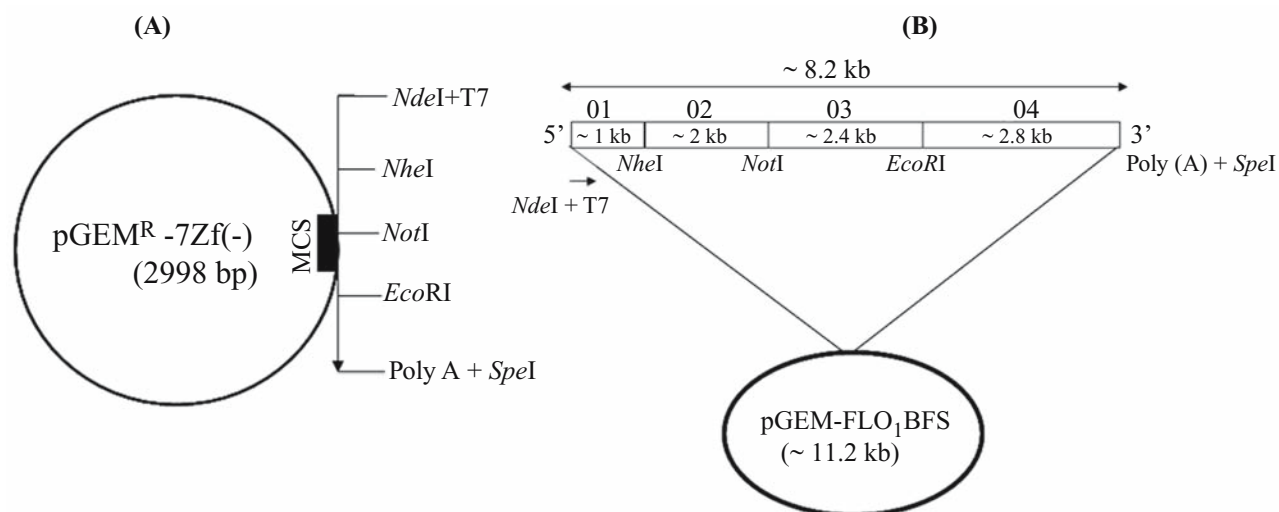 (A)
NdeI+T7
NheI
NotI
EcoRI
Poly A + SpeI
MCS
pGEMᴿ -7Zf(-)
(2998 bp)
(B)
~ 8.2 kb
01 02 03 04
5’ ~ 1 kb ~ 2 kb ~ 2.4 kb ~ 2.8 kb 3’
NheI NotI EcoRI Poly (A) + SpeI
NdeI + T7
pGEM-FLO₁BFS
(~ 11.2 kb)